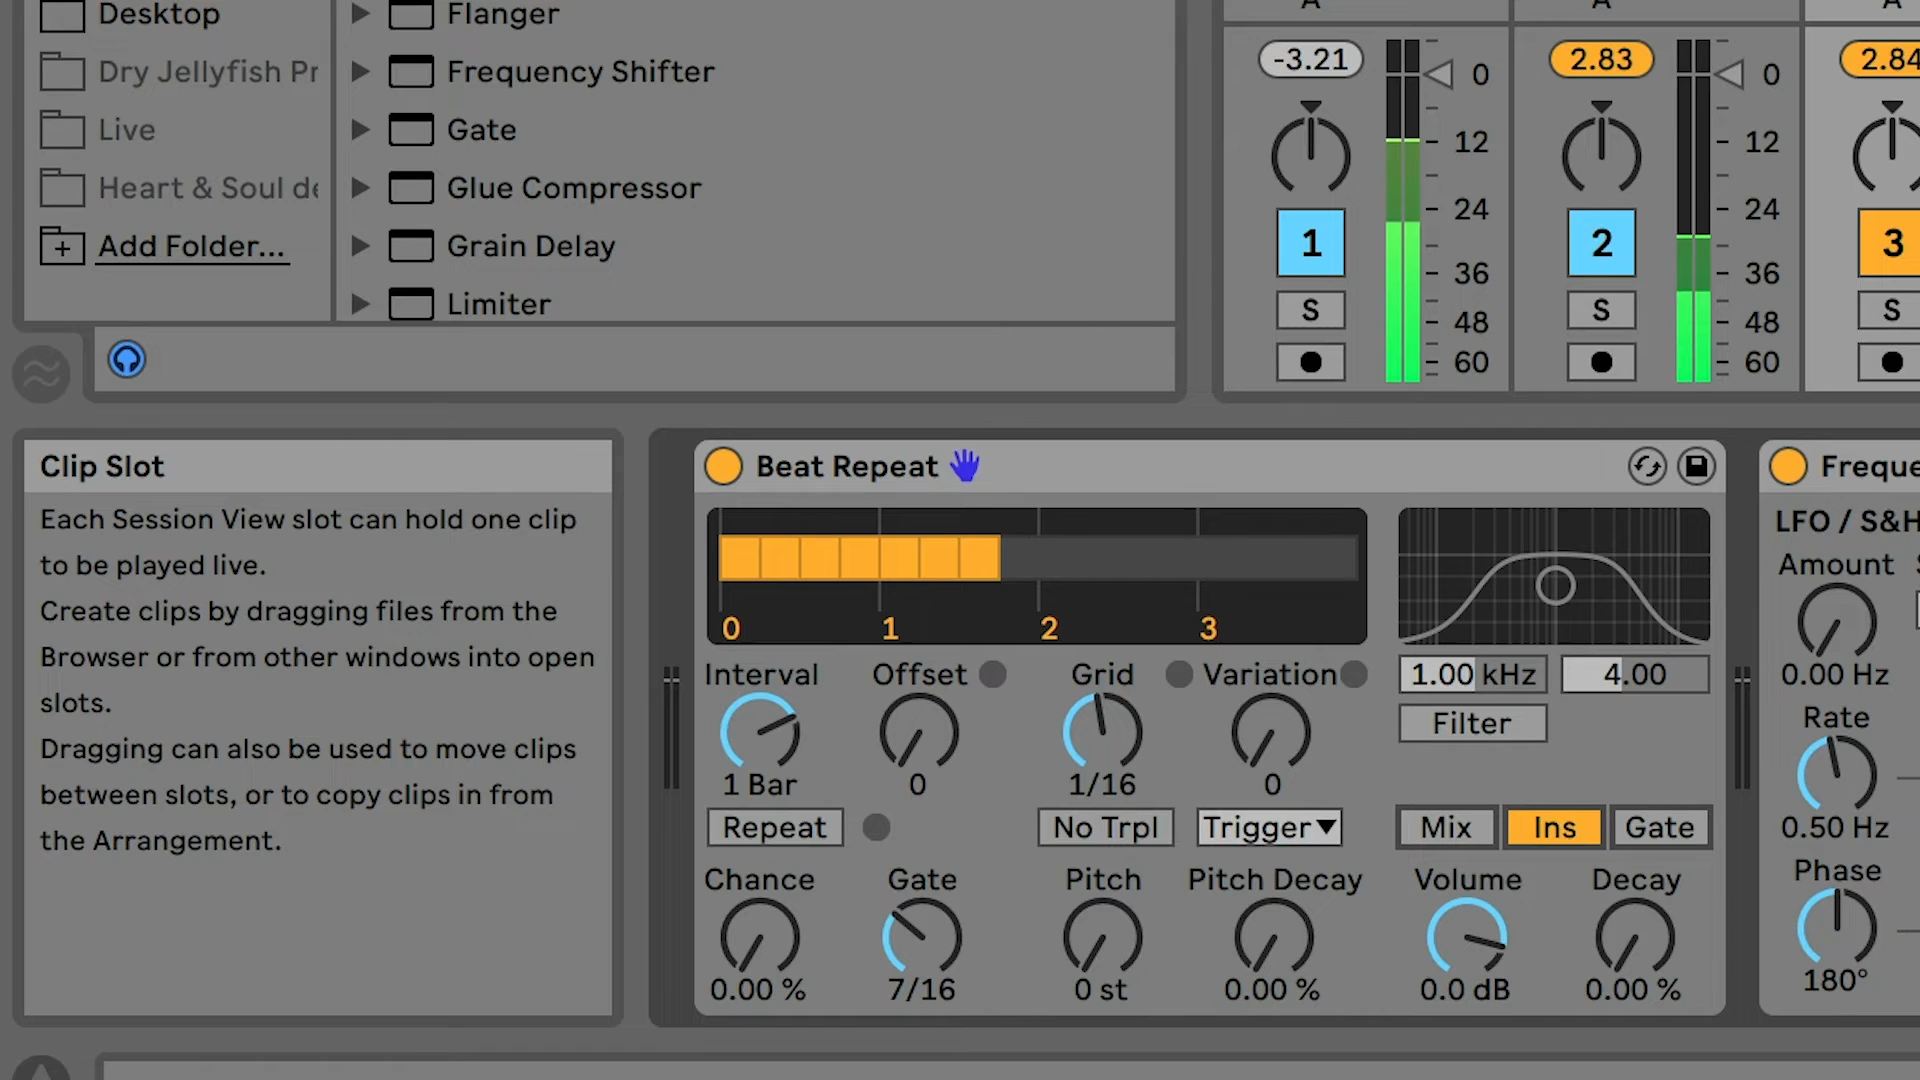 Desktop
Dry Jellyfish Pr
Live
Heart & Soul de
Add Folder...
Flanger
Frequency Shifter
Gate
Glue Compressor
Grain Delay
Limiter
A
A
A
-3.21
0
12
24
36
48
60
1
S
2.83
0
12
24
36
48
60
2
S
2.84
3
S
Clip Slot
Each Session View slot can hold one clip
to be played live.
Create clips by dragging files from the
Browser or from other windows into open
slots.
Dragging can also be used to move clips
between slots, or to copy clips in from
the Arrangement.
Beat Repeat
0 1 2 3
Interval Offset Grid Variation
1 Bar 0 1/16 0
Repeat No Trpl Trigger
Chance Gate Pitch Pitch Decay
0.00 % 7/16 0 st 0.00 %
1.00 kHz 4.00
Filter
Mix Ins Gate
Volume Decay
0.0 dB 0.00 %
Freque
LFO / S&H
Amount
0.00 Hz
Rate
0.50 Hz
Phase
180°